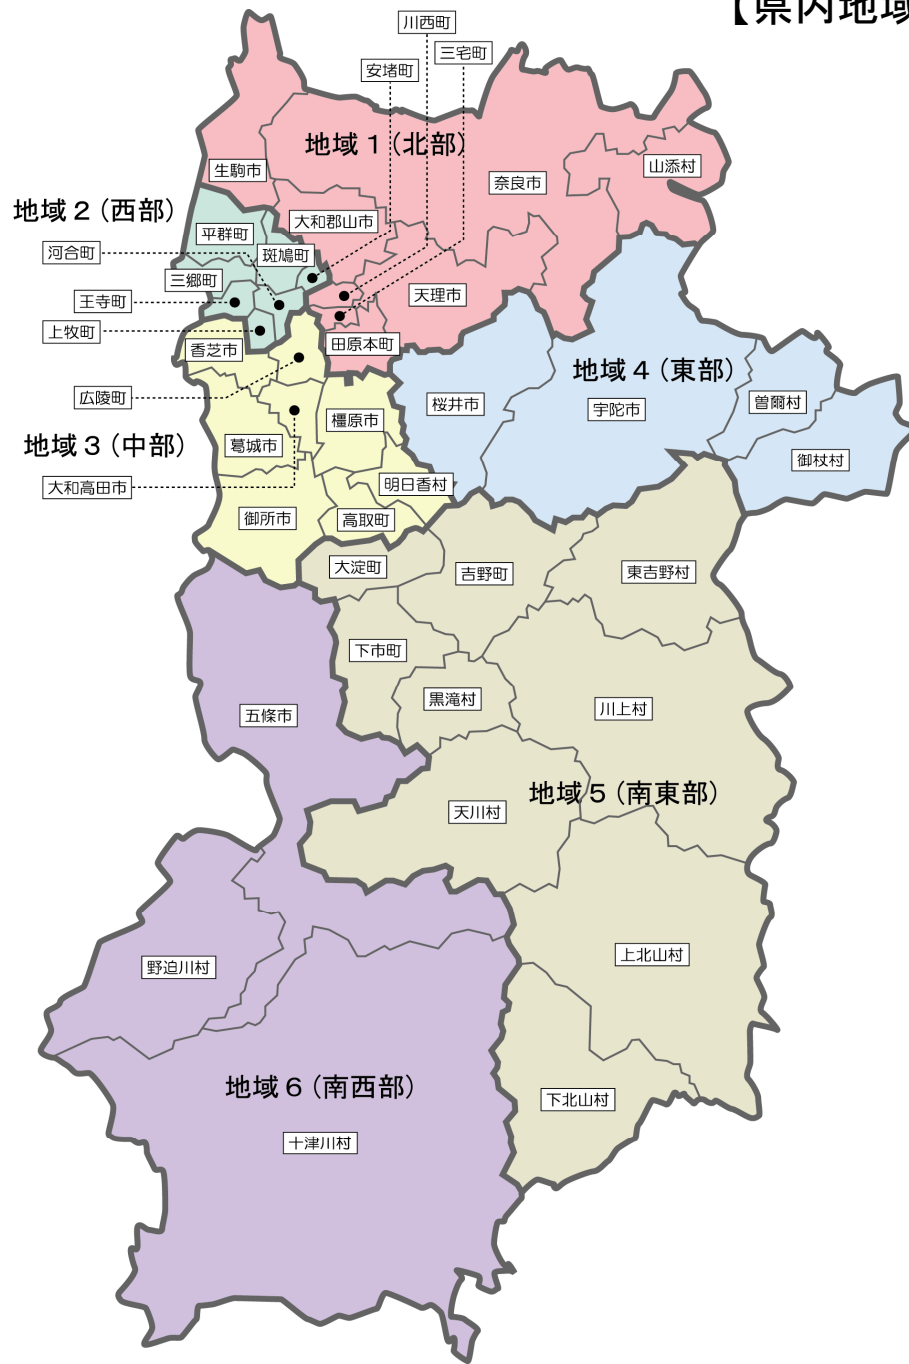 【県内地域
川西町
三宅町
安堵町
地域１（北部）
生駒市
山添村
奈良市
地域２（西部）
大和郡山市
平群町
斑鳩町
河合町
三郷町
天理市
王寺町
上牧町
田原本町
香芝市
地域４（東部）
広陵町
桜井市
宇陀市
曽爾村
橿原市
地域３（中部）
葛城市
御杖村
大和高田市
明日香村
御所市
高取町
大淀町
吉野町
東吉野村
下市町
黒滝村
川上村
五條市
地域５（南東部）
天川村
上北山村
野迫川村
地域６（南西部）
下北山村
十津川村